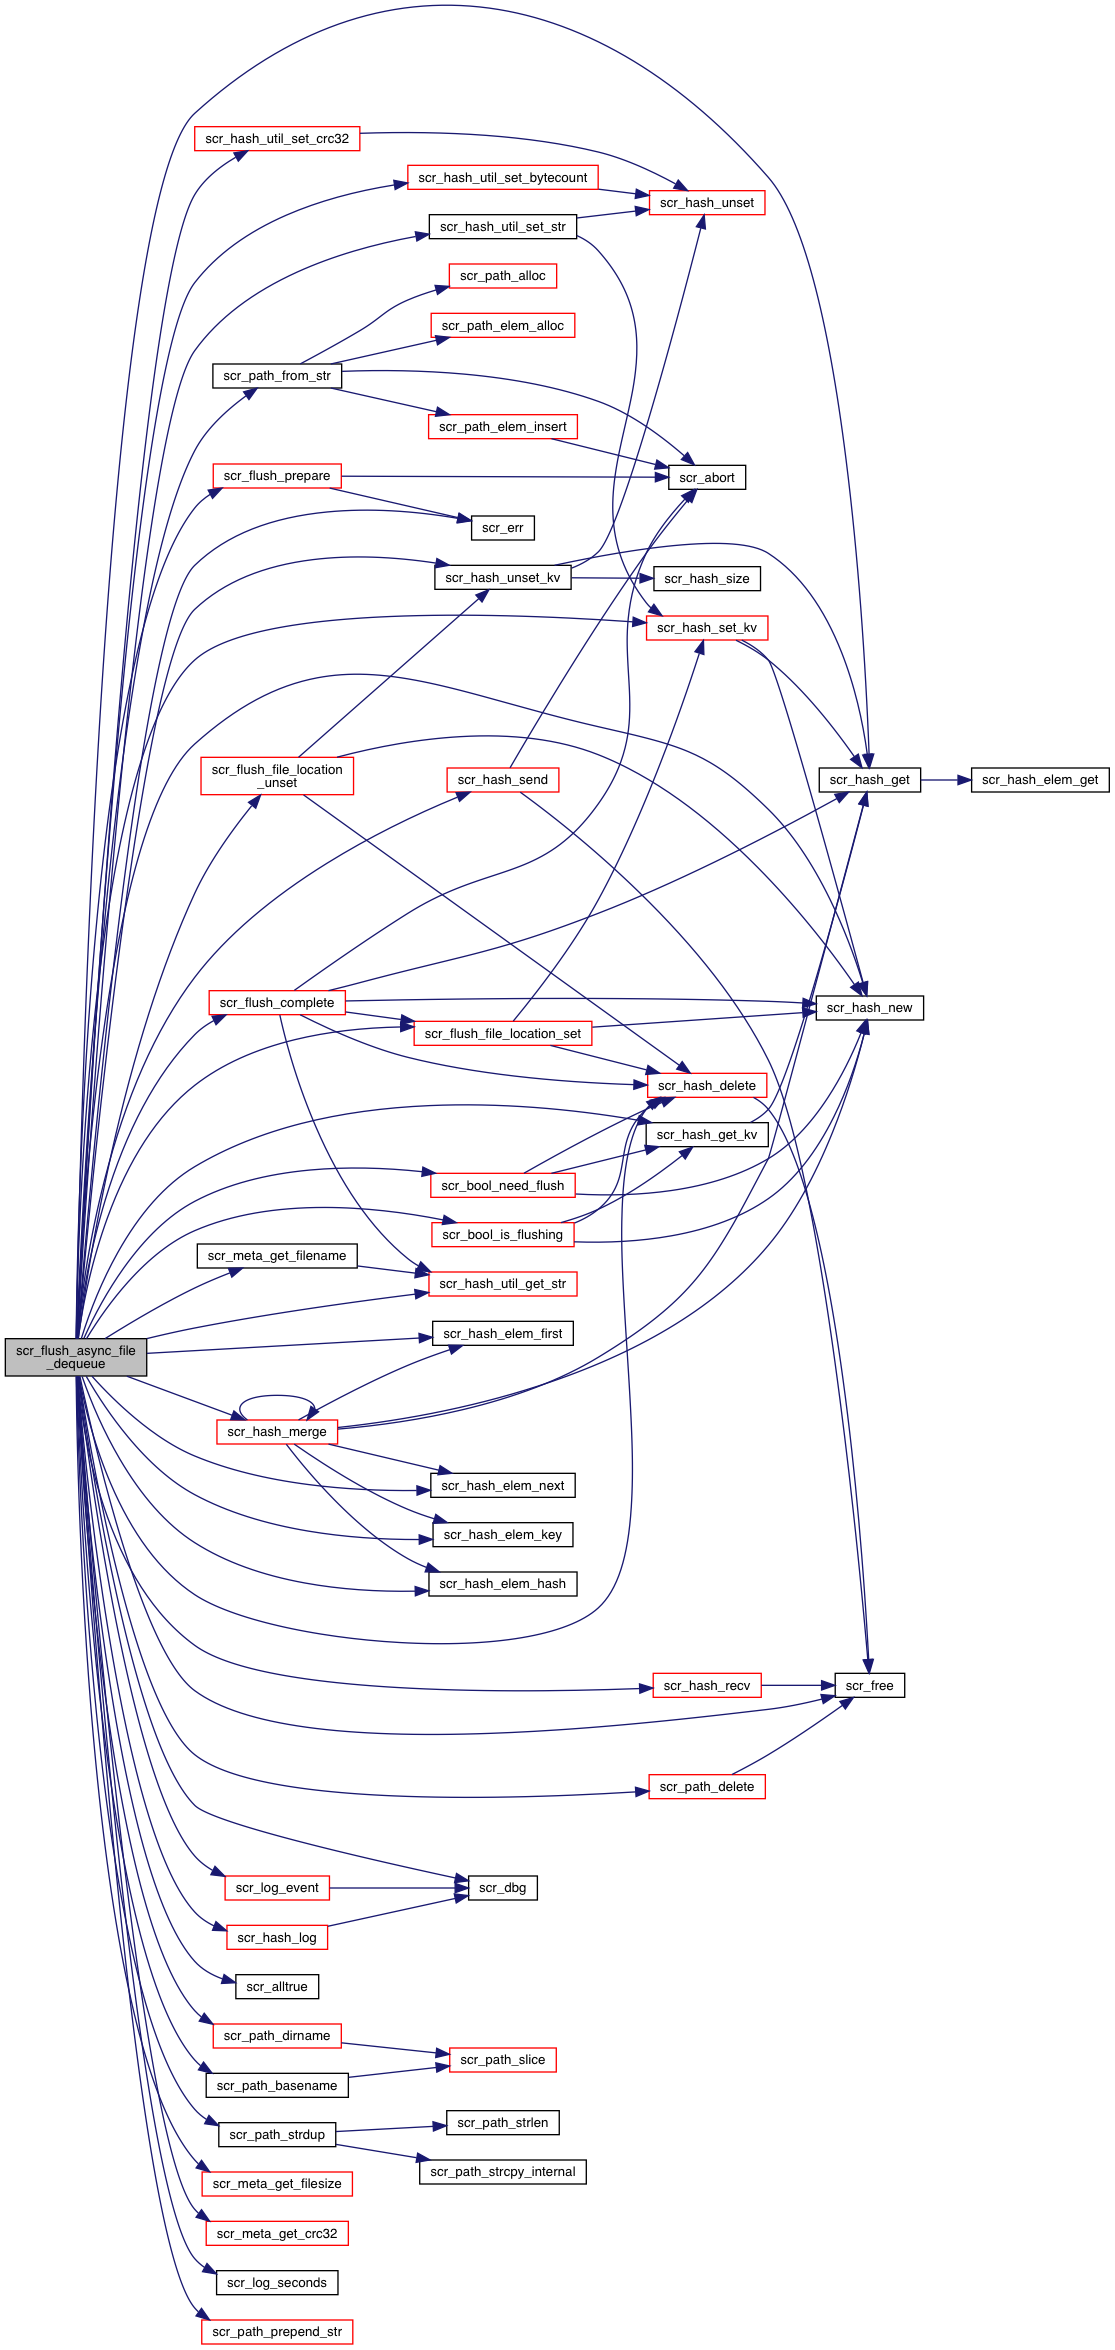 scr_hash_util_set_crc32
scr_hash_util_set_bytecount
scr_hash_unset
scr_hash_util_set_str
scr_path_alloc
scr_path_elem_alloc
scr_path_from_str
scr_path_elem_insert
scr_flush_prepare
scr_abort
scr_err
scr_hash_unset_kv
scr_hash_size
scr_hash_set_kv
scr_flush_file_location
_unset
scr_hash_send
scr_hash_get
scr_hash_elem_get
scr_flush_complete
scr_hash_new
scr_flush_file_location_set
scr_hash_delete
scr_hash_get_kv
scr_bool_need_flush
scr_bool_is_flushing
scr_meta_get_filename
scr_hash_util_get_str
scr_hash_elem_first
scr_flush_async_file
_dequeue
scr_hash_merge
scr_hash_elem_next
scr_hash_elem_key
scr_hash_elem_hash
scr_hash_recv
scr_free
scr_path_delete
scr_log_event
scr_dbg
scr_hash_log
scr_alltrue
scr_path_dirname
scr_path_slice
scr_path_basename
scr_path_strlen
scr_path_strdup
scr_path_strcpy_internal
scr_meta_get_filesize
scr_meta_get_crc32
scr_log_seconds
scr_path_prepend_str